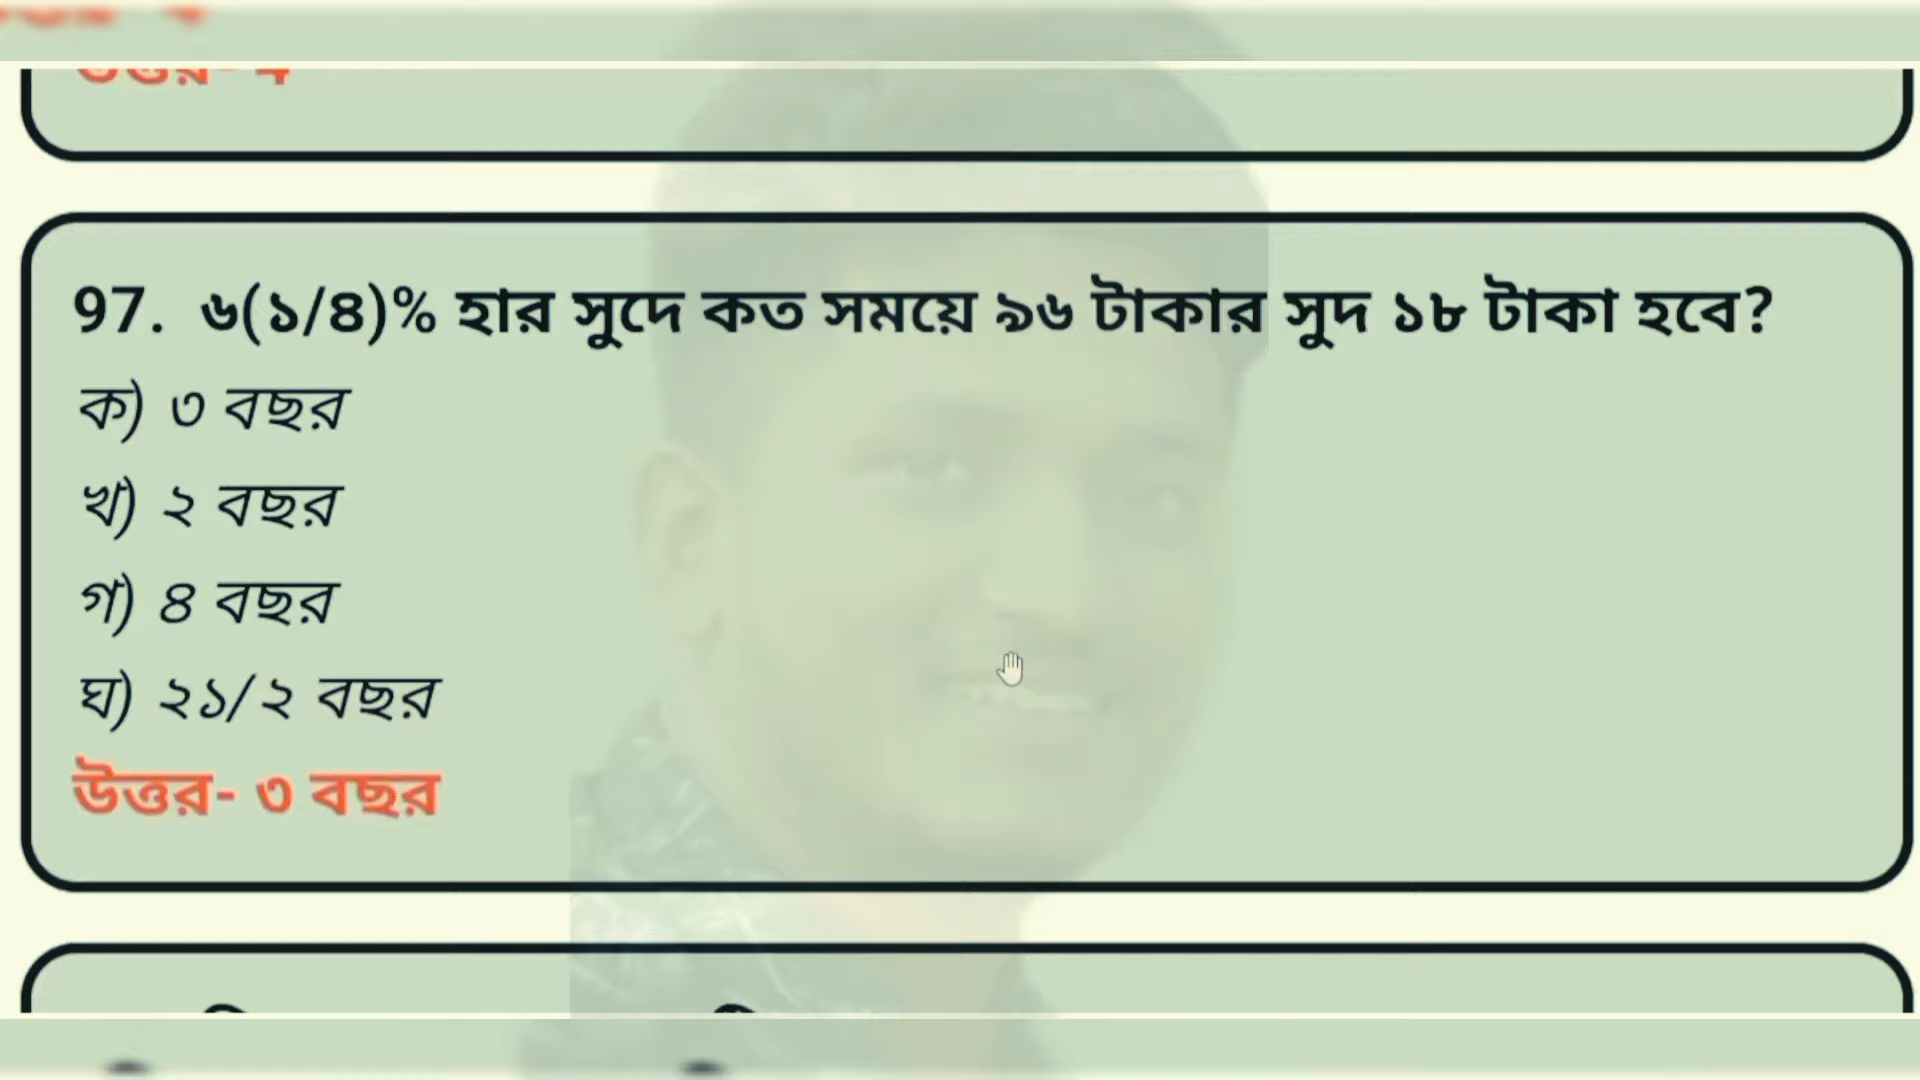 97. ৬(১/৪)% হার সুদে কত সময়ে ৯৬ টাকার সুদ ১৮ টাকা হবে?
ক) ৩ বছর
খ) ২ বছর
গ) ৪ বছর
ঘ) ২১/২ বছর
উত্তর- ৩ বছর